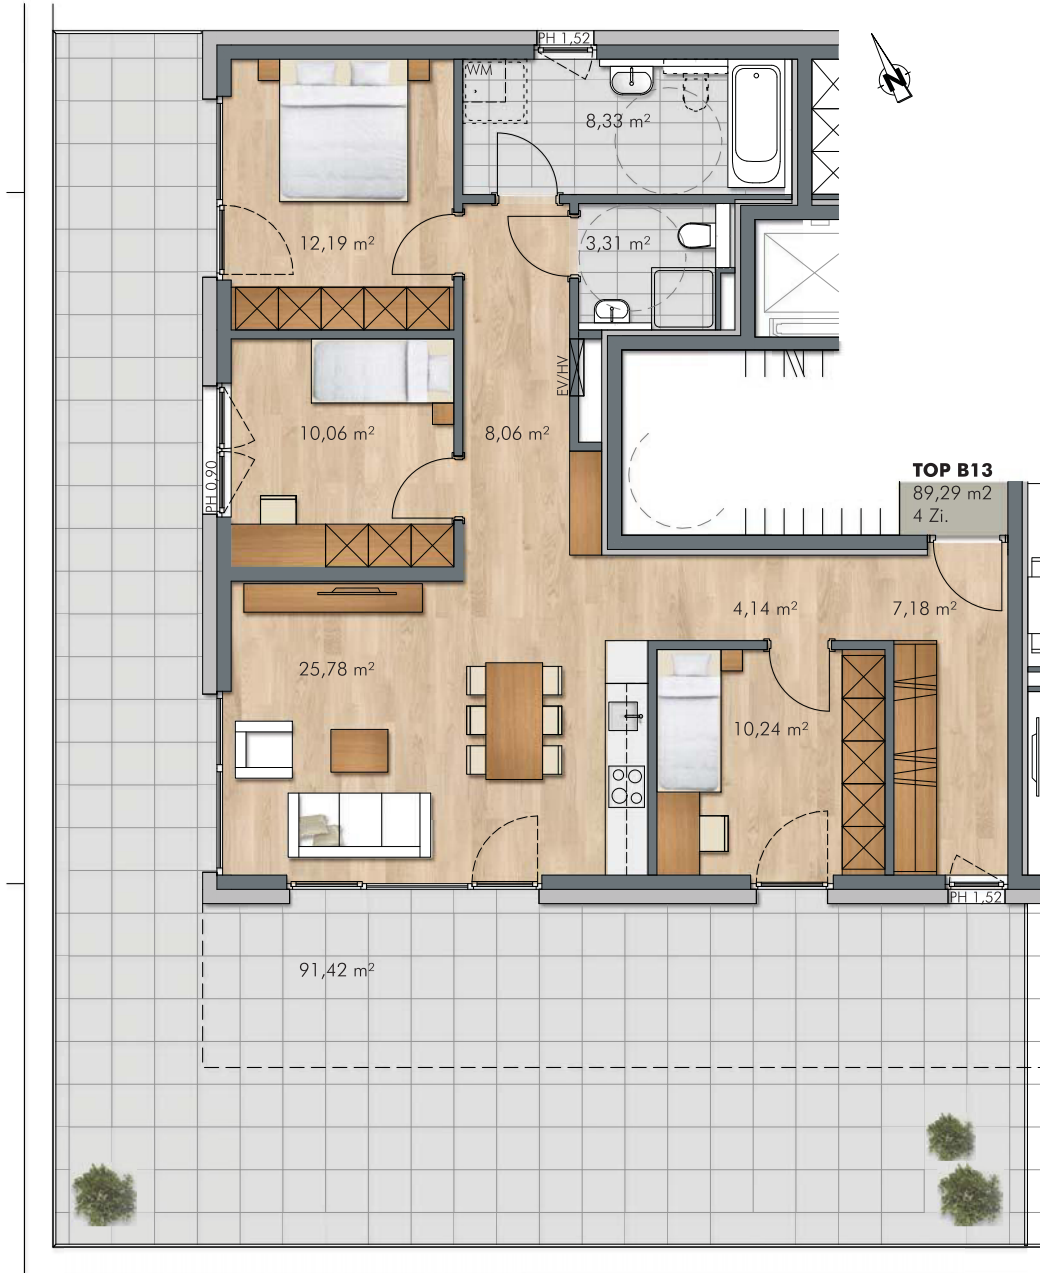 PH 1,52
WM
8,33 m²
N
12,19 m²
3,31 m²
EV/HV
10,06 m²
8,06 m²
PH 0,90
TOP B13
89,29 m2
4 Zi.
4,14 m²
7,18 m²
25,78 m²
10,24 m²
PH 1,52
91,42 m²